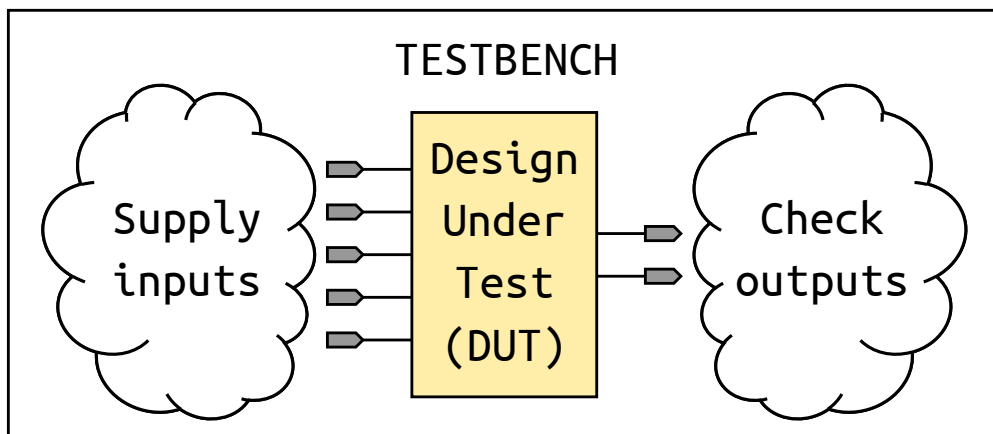 TESTBENCH
Supply
inputs
Design
Under
Test
(DUT)
Check
outputs